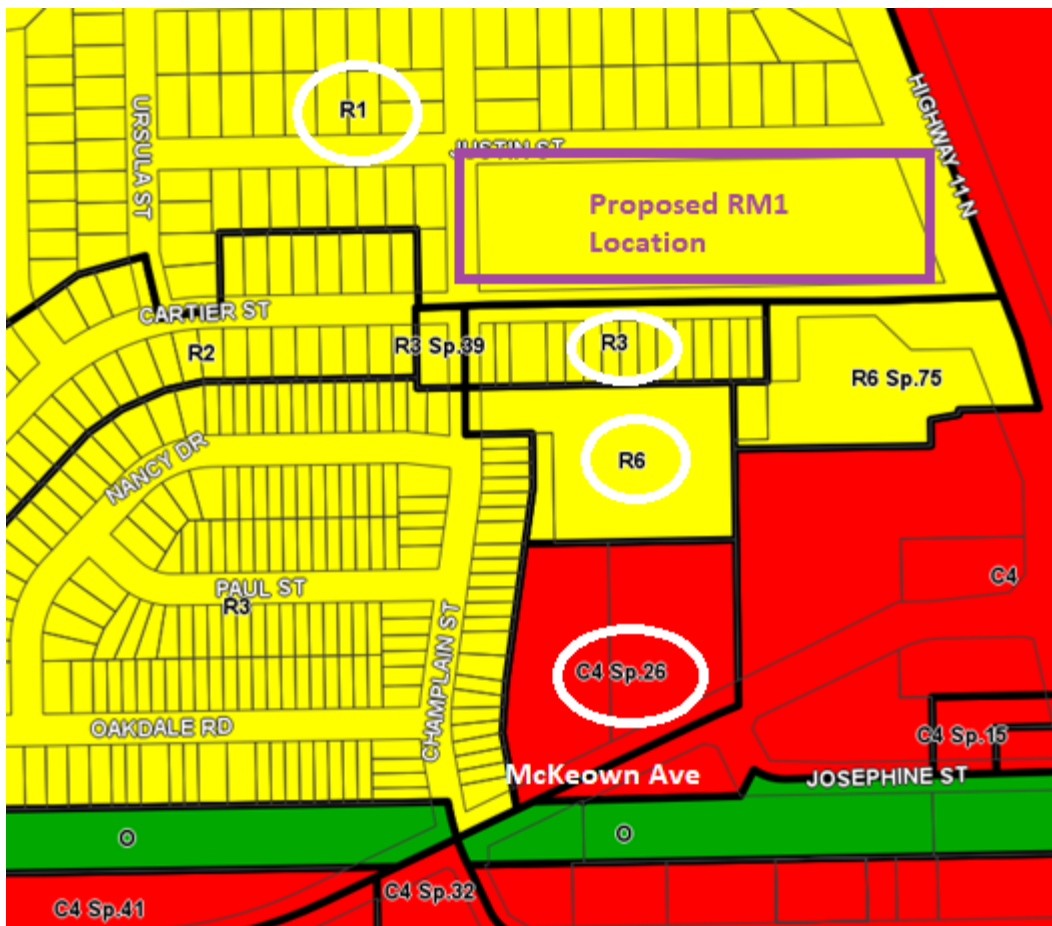 R1
URSULA ST
HIGHWAY 11 N
JUSTIN ST
Proposed RM1
Location
CARTIER ST
R2
R3 Sp.39
R3
R6 Sp.75
NANCY DR
R6
PAUL ST
R3
C4
CHAMPLAIN ST
C4 Sp.26
OAKDALE RD
C4 Sp.15
McKeown Ave
JOSEPHINE ST
O
O
C4 Sp.41
C4 Sp.32